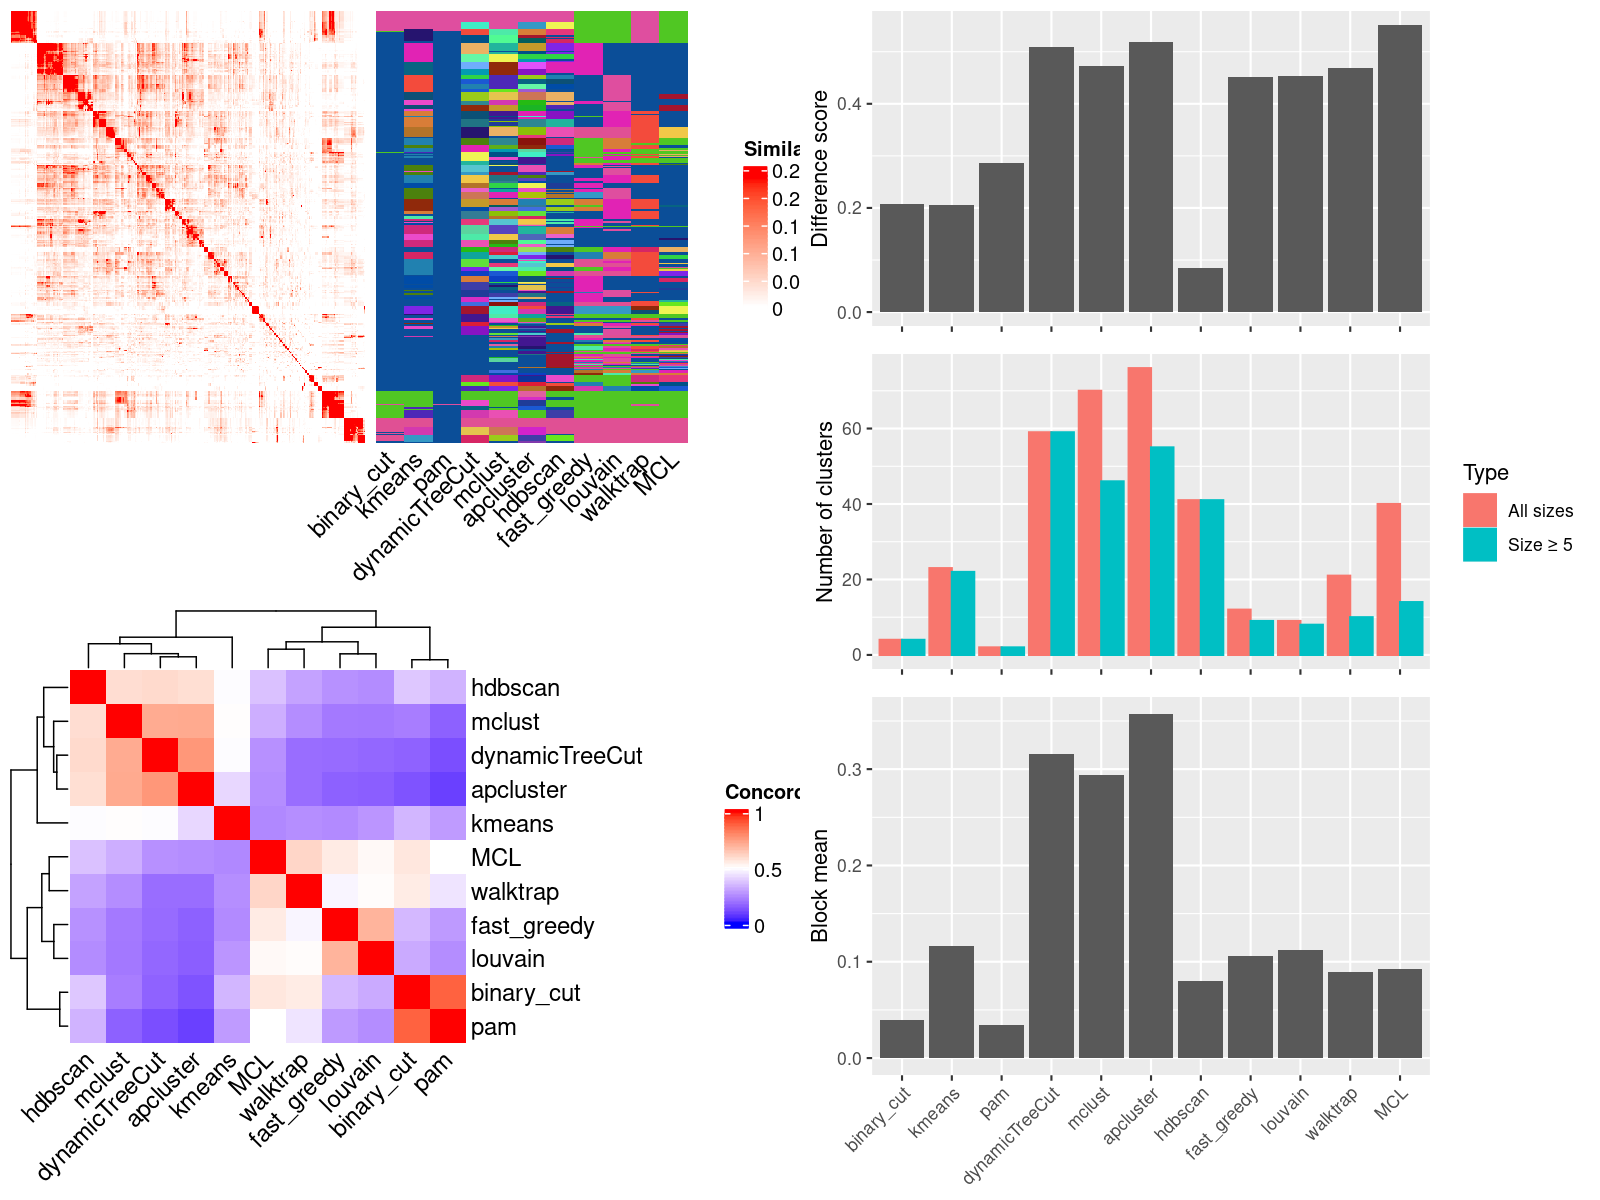 Simila
0.2
0.2
0.1
0.1
0.0
0
binary_cut
kmeans
pam
dynamicTreeCut
mclust
apcluster
hdbscan
fast_greedy
louvain
walktrap
MCL
hdbscan
mclust
dynamicTreeCut
apcluster
kmeans
MCL
walktrap
fast_greedy
louvain
binary_cut
pam
hdbscan
mclust
dynamicTreeCut
apcluster
kmeans
MCL
walktrap
fast_greedy
louvain
binary_cut
pam
Concord
1
0.5
0
Difference score
0.4
0.2
0.0
Number of clusters
60
40
20
0
Type
All sizes
Size ≥ 5
Block mean
0.3
0.2
0.1
0.0
binary_cut
kmeans
pam
dynamicTreeCut
mclust
apcluster
hdbscan
fast_greedy
louvain
walktrap
MCL